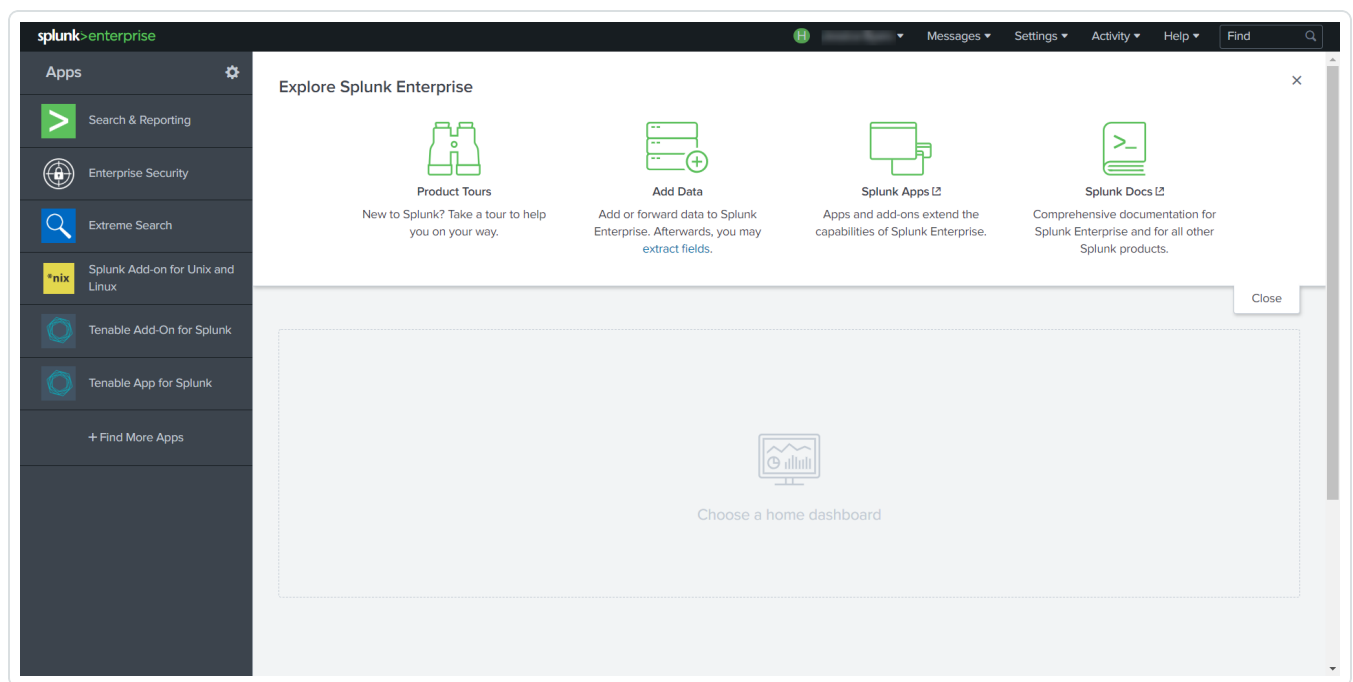 splunk>enterprise
H
Messages
Settings
Activity
Help
Find
Apps
Search & Reporting
Enterprise Security
Extreme Search
*nix
Splunk Add-on for Unix and
Linux
Tenable Add-On for Splunk
Tenable App for Splunk
+ Find More Apps
Explore Splunk Enterprise
Product Tours
New to Splunk? Take a tour to help
you on your way.
Add Data
Add or forward data to Splunk
Enterprise. Afterwards, you may
extract fields.
Splunk Apps
Apps and add-ons extend the
capabilities of Splunk Enterprise.
Splunk Docs
Comprehensive documentation for
Splunk Enterprise and for all other
Splunk products.
Close
Choose a home dashboard